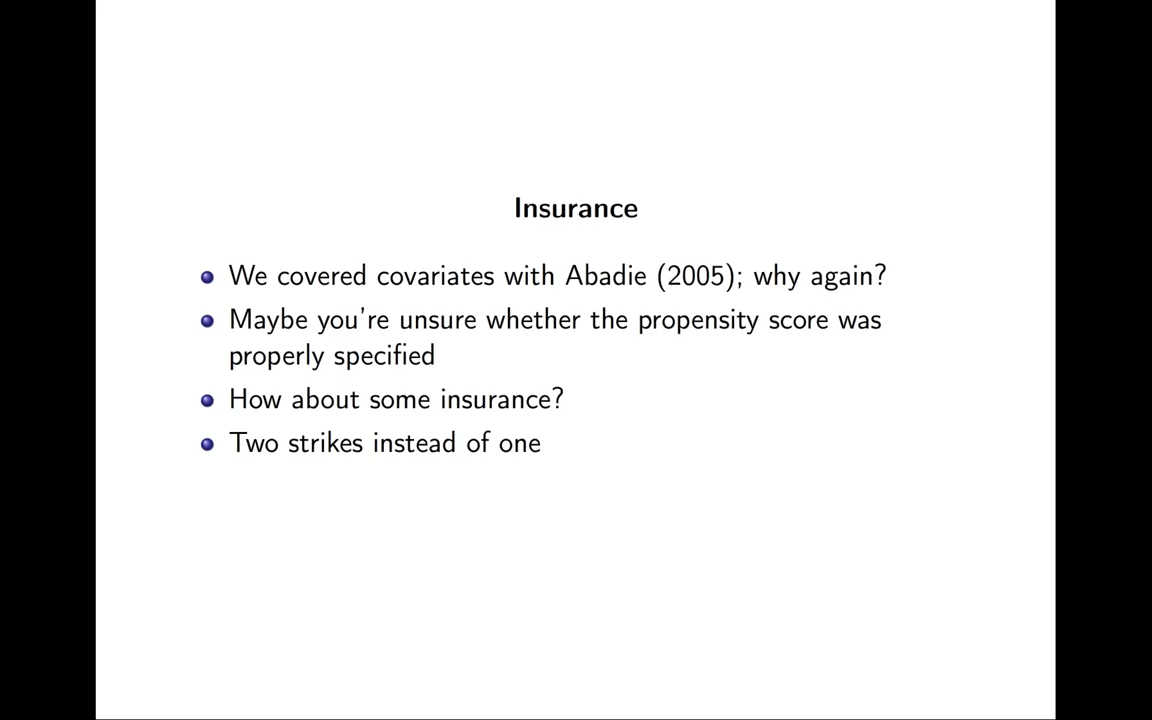 Insurance
We covered covariates with Abadie (2005); why again?
Maybe you're unsure whether the propensity score was
properly specified
How about some insurance?
Two strikes instead of one